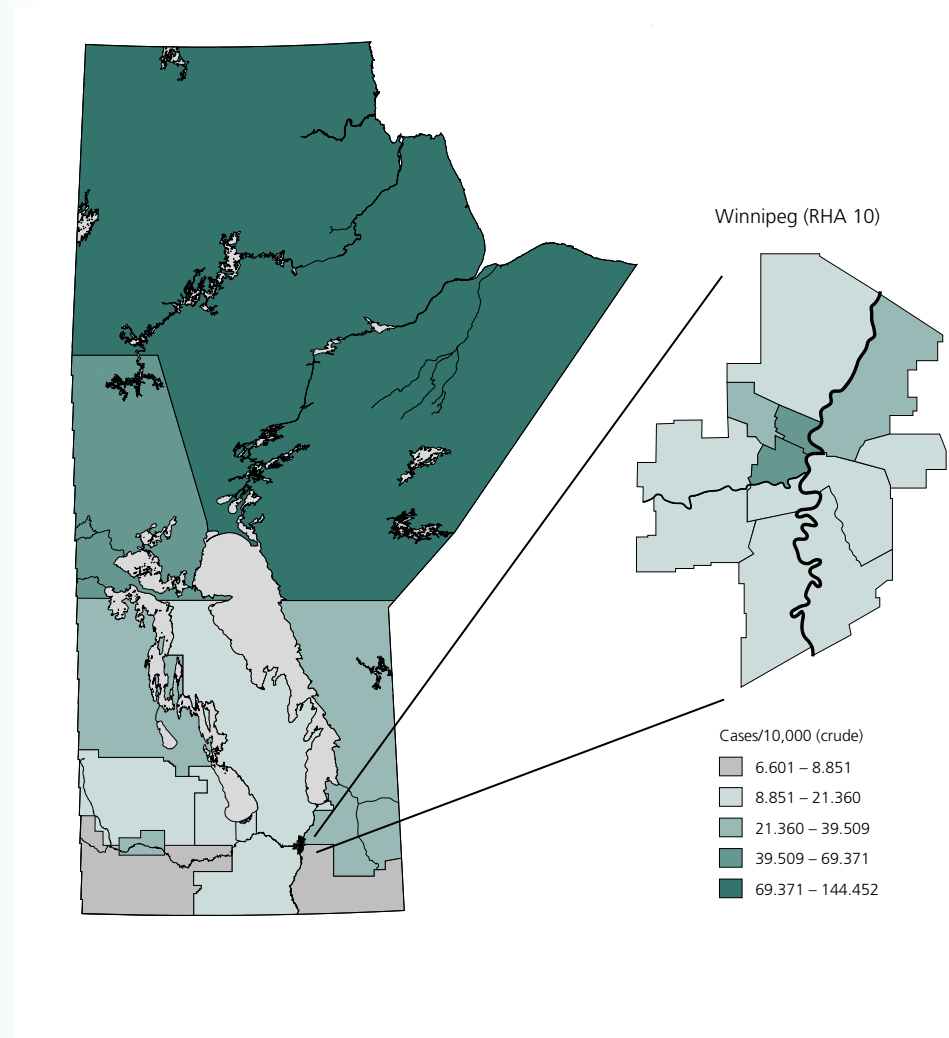 Winnipeg (RHA 10)
Cases/10,000 (crude)
6.601 – 8.851
8.851 – 21.360
21.360 – 39.509
39.509 – 69.371
69.371 – 144.452